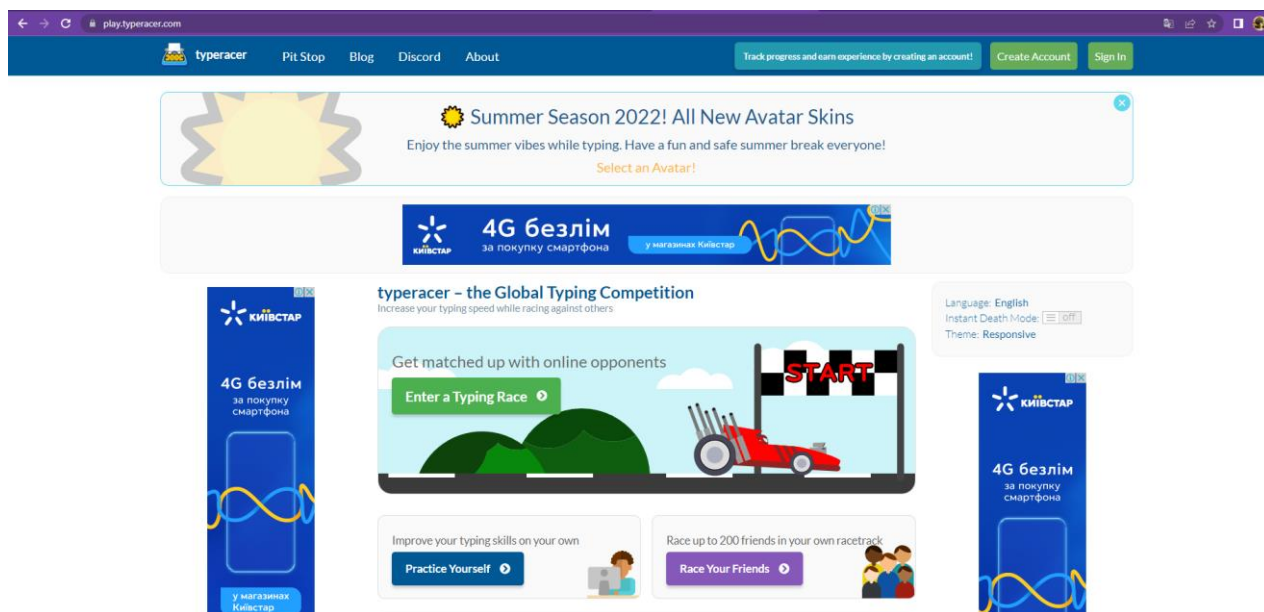 play.typeracer.com
typeracer Pit Stop Blog Discord About Track progress and earn experience by creating an account! Create Account Sign In
Summer Season 2022! All New Avatar Skins
Enjoy the summer vibes while typing. Have a fun and safe summer break everyone!
Select an Avatar!
КИЇВСТАР
4G безлім
за покупку смартфона
у магазинах Київстар
КИЇВСТАР
4G безлім
за покупку
смартфона
у магазинах
Київстар
typeracer – the Global Typing Competition
Increase your typing speed while racing against others
Get matched up with online opponents
Enter a Typing Race
START
Improve your typing skills on your own
Practice Yourself
Race up to 200 friends in your own racetrack
Race Your Friends
Language: English
Instant Death Mode: off
Theme: Responsive
КИЇВСТАР
4G безлім
за покупку
смартфона